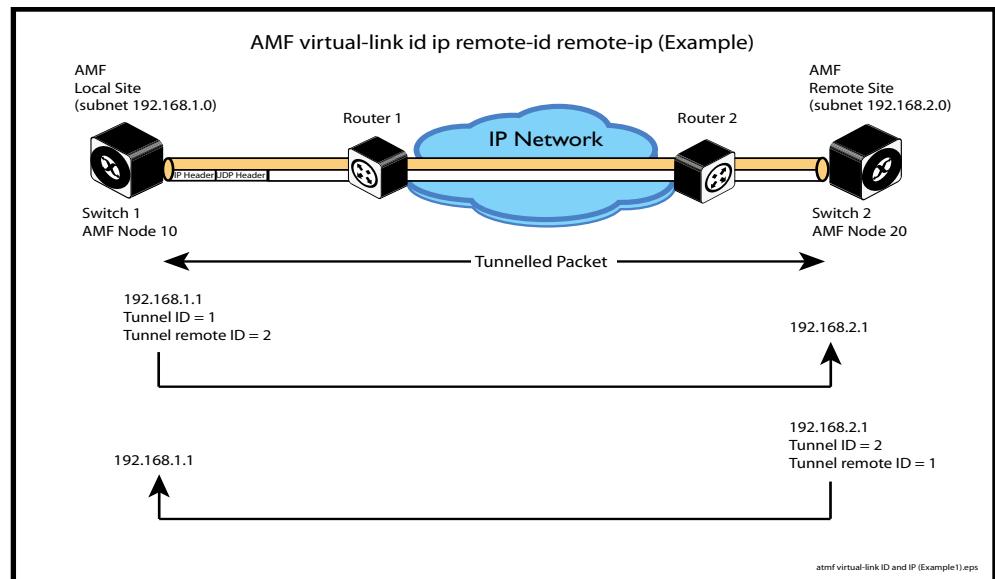 AMF virtual-link id ip remote-id remote-ip (Example)
AMF
Local Site
(subnet 192.168.1.0)
AMF
Remote Site
(subnet 192.168.2.0)
Router 1
IP Network
Router 2
IP Header
UDP Header
Switch 1
AMF Node 10
Switch 2
AMF Node 20
Tunnelled Packet
192.168.1.1
Tunnel ID = 1
Tunnel remote ID = 2
192.168.2.1
192.168.2.1
Tunnel ID = 2
Tunnel remote ID = 1
192.168.1.1
atmf virtual-link ID and IP (Example1).eps